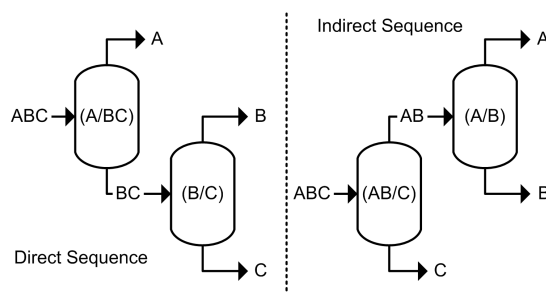 A
ABC
(A/BC)
B
BC
(B/C)
Direct Sequence
C
Indirect Sequence
A
AB
(A/B)
ABC
(AB/C)
B
C